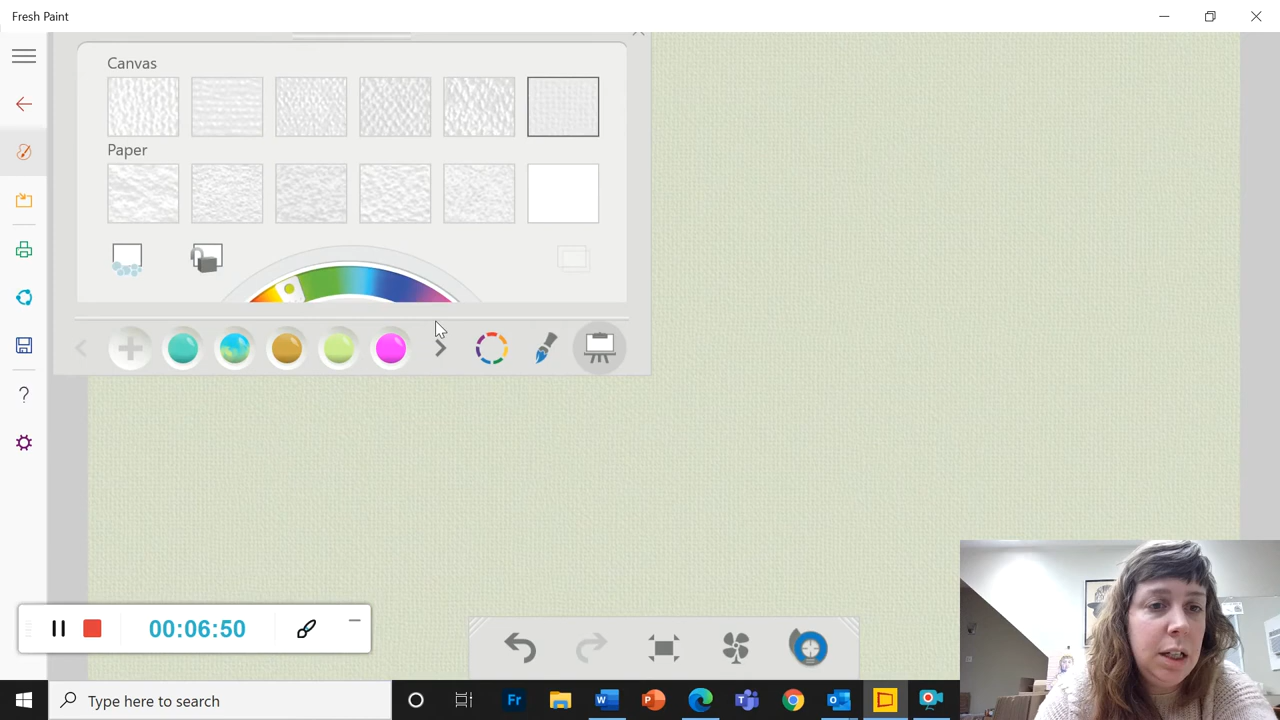 Fresh Paint
Canvas
Paper
00:06:50
Fr
Type here to search